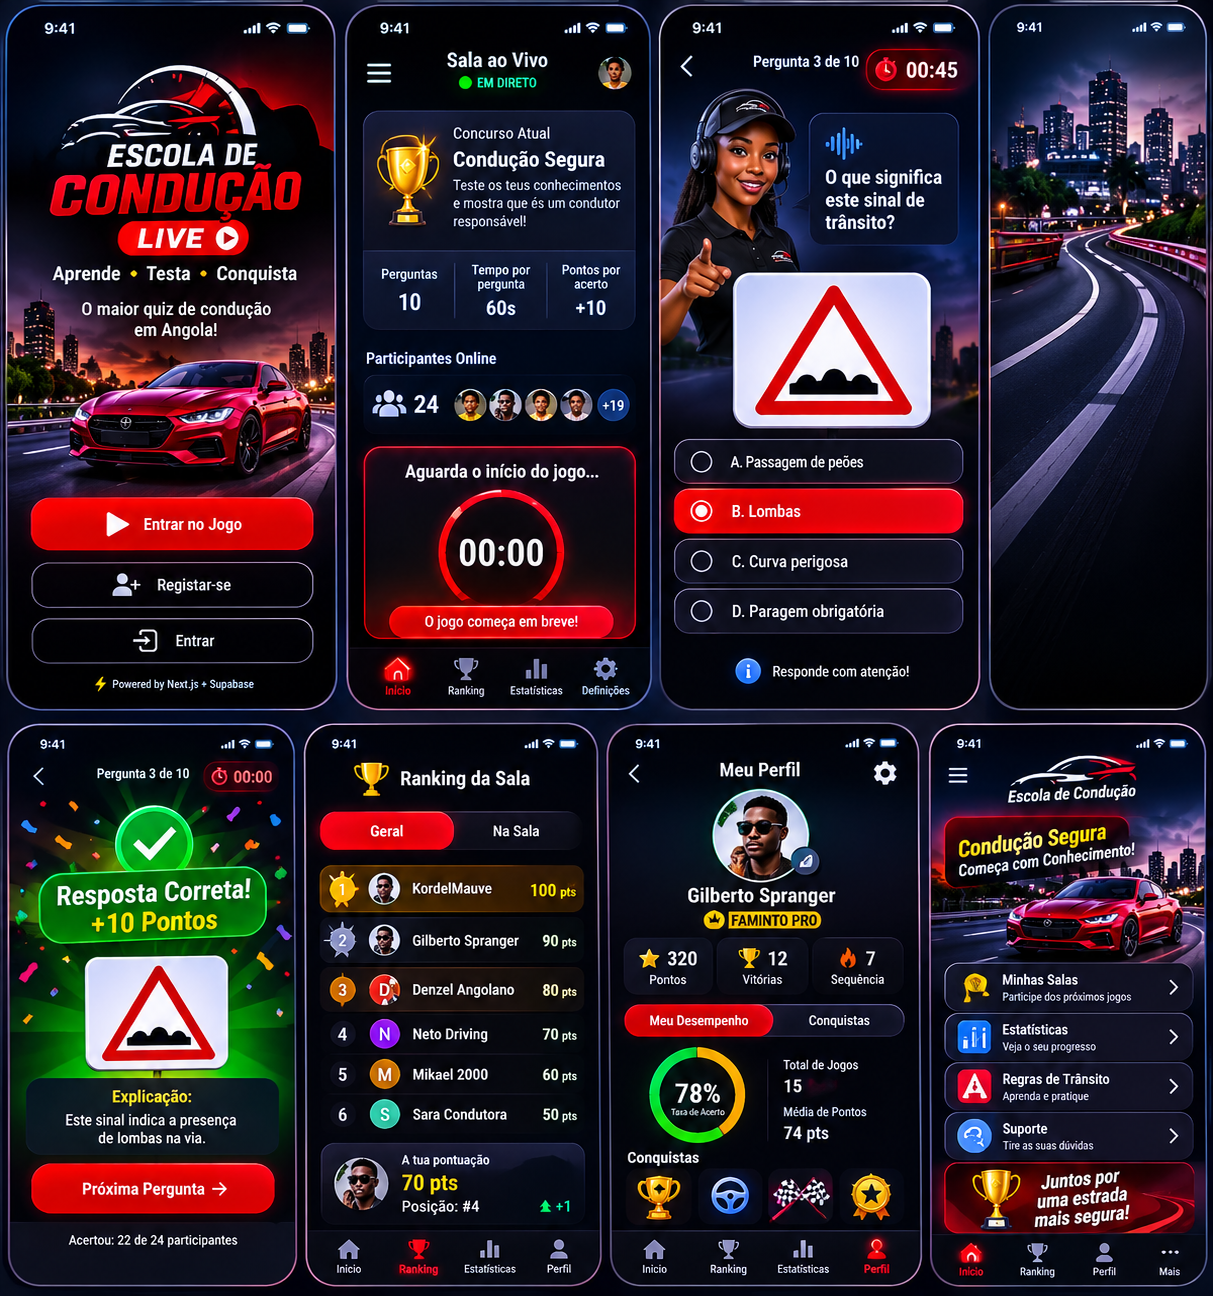 9:41
ESCOLA DE
CONDUÇÃO
LIVE
Aprende • Testa • Conquista
O maior quiz de condução
em Angola!
Entrar no Jogo
Registar-se
Entrar
Powered by Next.js + Supabase
9:41
Sala ao Vivo
EM DIRETO
Concurso Atual
Condução Segura
Teste os teus conhecimentos
e mostra que és um condutor
responsável!
Perguntas
10
Tempo por
pergunta
60s
Pontos por
acerto
+10
Participantes Online
24
+19
Aguarda o início do jogo...
00:00
O jogo começa em breve!
Início
Ranking
Estatísticas
Definições
9:41
Pergunta 3 de 10
00:45
O que significa
este sinal de
trânsito?
A. Passagem de peões
B. Lombas
C. Curva perigosa
D. Paragem obrigatória
i
Responde com atenção!
9:41
9:41
Pergunta 3 de 10
00:00
Resposta Correta!
+10 Pontos
Explicação:
Este sinal indica a presença
de lombas na via.
Próxima Pergunta →
Acertou: 22 de 24 participantes
9:41
Ranking da Sala
Geral
Na Sala
1 KordelMauve 100 pts
2 Gilberto Spranger 90 pts
3 D Denzel Angolano 80 pts
4 N Neto Driving 70 pts
5 M Mikael 2000 60 pts
6 S Sara Condutora 50 pts
A tua pontuação
70 pts
Posição: #4
+1
Inicio
Ranking
Estatísticas
Perfil
9:41
Meu Perfil
Gilberto Spranger
FAMINTO PRO
320
Pontos
12
Vitórias
7
Sequência
Meu Desempenho
Conquistas
78%
Taxa de Acerto
Total de Jogos
15
Média de Pontos
74 pts
Conquistas
Inicio
Ranking
Estatísticas
Perfil
9:41
Escola de Condução
Condução Segura
Começa com Conhecimento!
Minhas Salas
Participe dos próximos jogos
Estatísticas
Veja o seu progresso
Regras de Trânsito
Aprenda e pratique
Suporte
Tire as suas dúvidas
Juntos por
uma estrada
mais segura!
Início
Ranking
Perfil
Mais